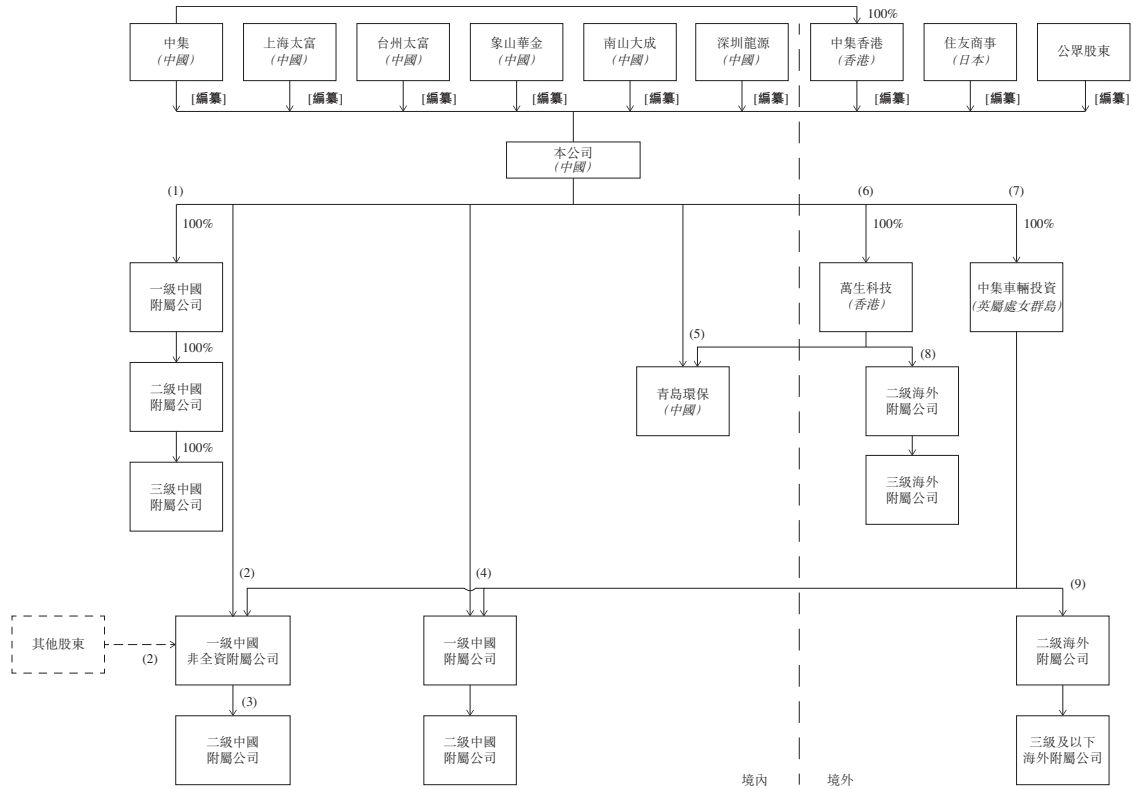 100%
中集
(中國)
上海太富
(中國)
台州太富
(中國)
象山華金
(中國)
南山大成
(中國)
深圳龍源
(中國)
中集香港
(香港)
住友商事
(日本)
公眾股東
[編纂]
[編纂]
[編纂]
[編纂]
[編纂]
[編纂]
[編纂]
[編纂]
[編纂]
本公司
(中國)
(1)
(6)
(7)
100%
100%
100%
一級中國
附屬公司
萬生科技
(香港)
中集車輛投資
(英屬處女群島)
100%
(5)
(8)
二級中國
附屬公司
青島環保
(中國)
二級海外
附屬公司
100%
三級中國
附屬公司
三級海外
附屬公司
(2)
(4)
(9)
其他股東
(2)
一級中國
非全資附屬公司
一級中國
附屬公司
二級海外
附屬公司
(3)
二級中國
附屬公司
二級中國
附屬公司
三級及以下
海外附屬公司
境內
境外